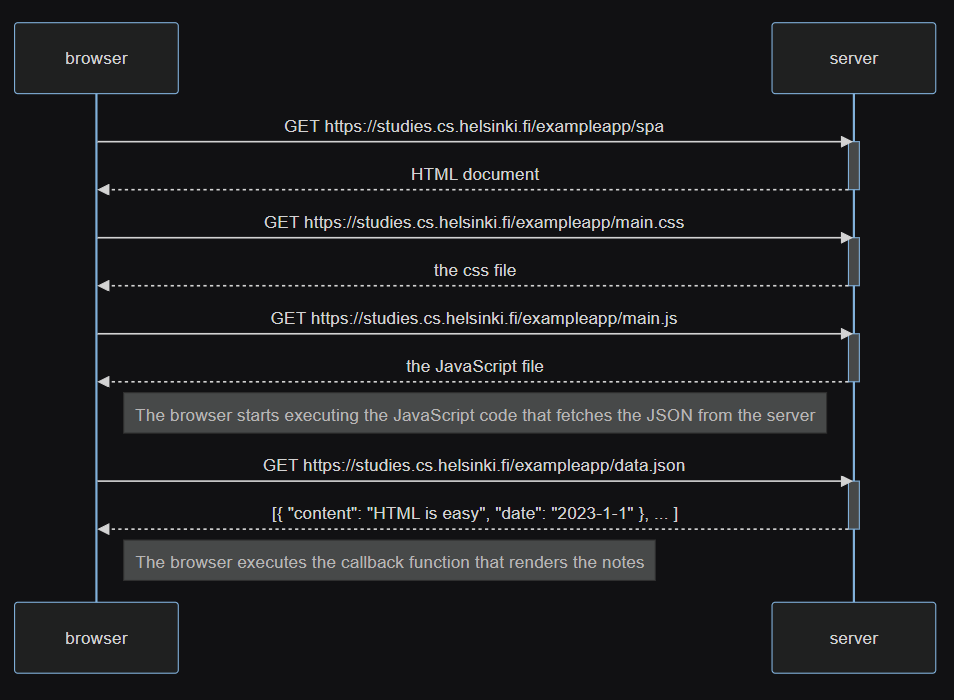 browser
server
GET https://studies.cs.helsinki.fi/exampleapp/spa
HTML document
GET https://studies.cs.helsinki.fi/exampleapp/main.css
the css file
GET https://studies.cs.helsinki.fi/exampleapp/main.js
the JavaScript file
The browser starts executing the JavaScript code that fetches the JSON from the server
GET https://studies.cs.helsinki.fi/exampleapp/data.json
[{ "content": "HTML is easy", "date": "2023-1-1" }, ... ]
The browser executes the callback function that renders the notes
browser
server